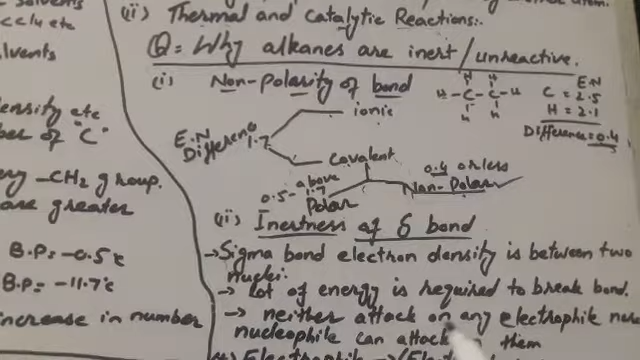 solvents
etc
solvents
density etc
of "C"
-CH2 group.
are greater
B.P= -0.5°c
B.P= -11.7°c
increase in number
(ii) Thermal and Catalytic Reactions:-
Q= Why alkanes are inert/unreactive.
(i) Non-Polarity of bond
H H
H-C-C-H
H H
E.N
C = 2.5
H = 2.1
Difference=0.4
E.N
Difference
1.7
ionic
Covalent
above
0.5-1.7
Polar
0.4 or less
Non-Polar
(ii) Inertness of б bond
→Sigma bond electron density is between two
nuclei.
→ Lot of energy is required to break bond.
→ neither attack on any electrophile
nucleophile can attack on them